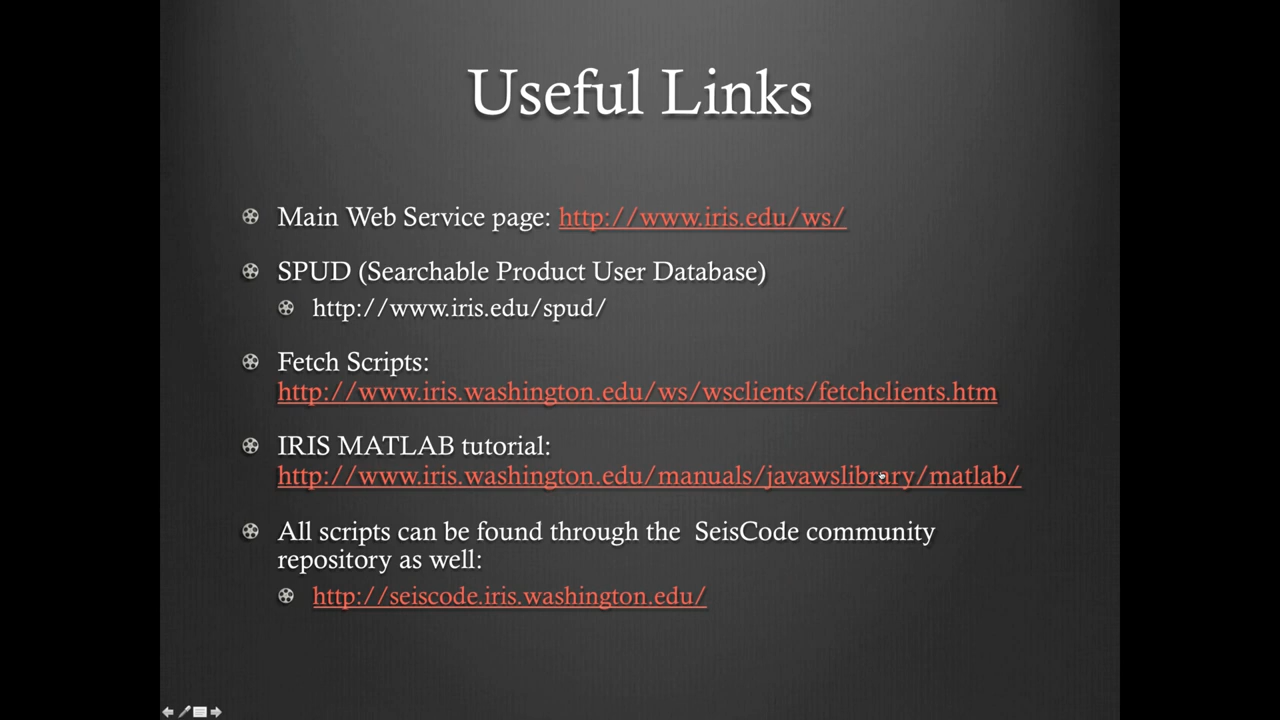 Useful Links
Main Web Service page: http://www.iris.edu/ws/
SPUD (Searchable Product User Database)
http://www.iris.edu/spud/
Fetch Scripts:
http://www.iris.washington.edu/ws/wsclients/fetchclients.htm
IRIS MATLAB tutorial:
http://www.iris.washington.edu/manuals/javawslibrary/matlab/
All scripts can be found through the SeisCode community
repository as well:
http://seiscode.iris.washington.edu/